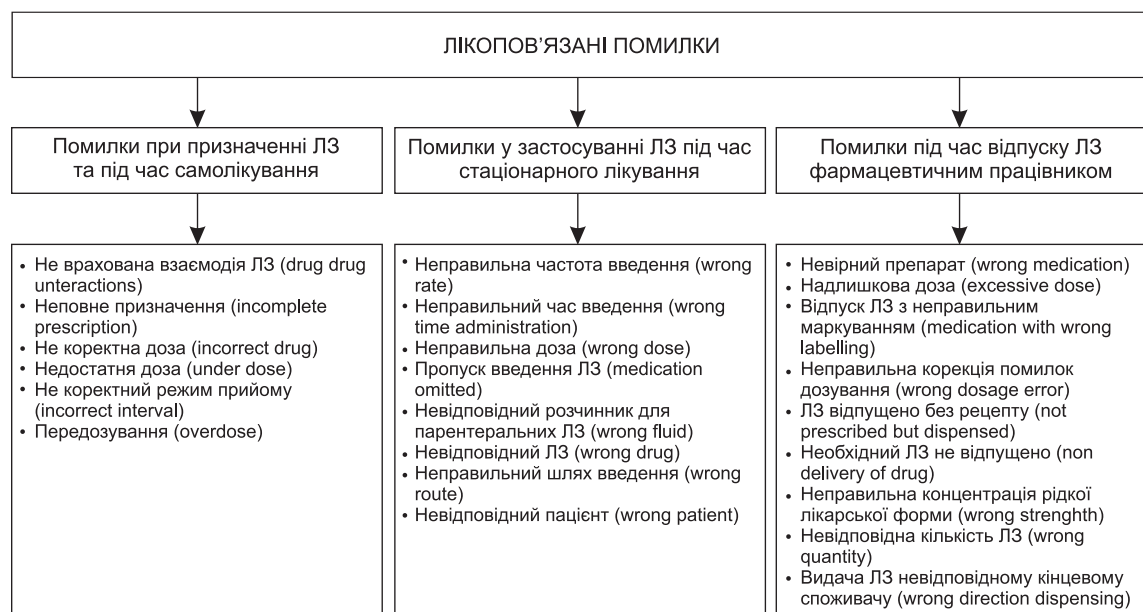 ЛІКОПОВ’ЯЗАНІ ПОМИЛКИ
Помилки при призначенні ЛЗ
та під час самолікування
Помилки у застосуванні ЛЗ під час
стаціонарного лікування
Помилки під час відпуску ЛЗ
фармацевтичним працівником
• Не врахована взаємодія ЛЗ (drug drug
unteractions)
• Неповне призначення (incomplete
prescription)
• Не коректна доза (incorrect drug)
• Недостатня доза (under dose)
• Не коректний режим прийому
(incorrect interval)
• Передозування (overdose)
• Неправильна частота введення (wrong
rate)
• Неправильний час введення (wrong
time administration)
• Неправильна доза (wrong dose)
• Пропуск введення ЛЗ (medication
omitted)
• Невідповідний розчинник для
парентеральних ЛЗ (wrong fluid)
• Невідповідний ЛЗ (wrong drug)
• Неправильний шлях введення (wrong
route)
• Невідповідний пацієнт (wrong patient)
• Невірний препарат (wrong medication)
• Надлишкова доза (excessive dose)
• Відпуск ЛЗ з неправильним
маркуванням (medication with wrong
labelling)
• Неправильна корекція помилок
дозування (wrong dosage error)
• ЛЗ відпущено без рецепту (not
prescribed but dispensed)
• Необхідний ЛЗ не відпущено (non
delivery of drug)
• Неправильна концентрація рідкої
лікарської форми (wrong strenghth)
• Невідповідна кількість ЛЗ (wrong
quantity)
• Видача ЛЗ невідповідному кінцевому
споживачу (wrong direction dispensing)